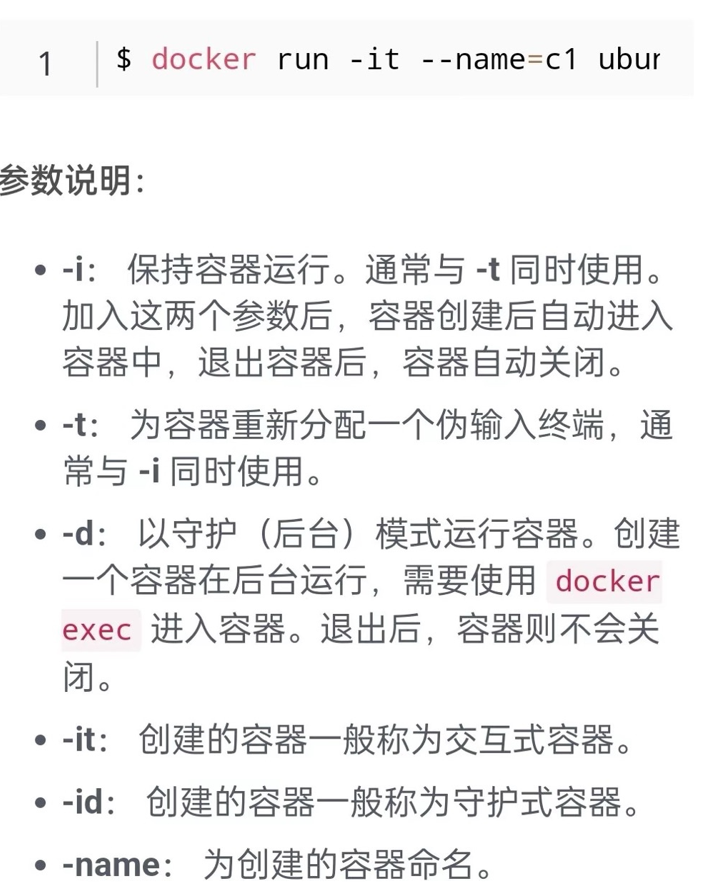 1 $ docker run -it --name=c1 ubun
参数说明：
• -i： 保持容器运行。通常与 -t 同时使用。
加入这两个参数后，容器创建后自动进入
容器中，退出容器后，容器自动关闭。
• -t： 为容器重新分配一个伪输入终端，通
常与 -i 同时使用。
• -d： 以守护（后台）模式运行容器。创建
一个容器在后台运行，需要使用 docker
exec 进入容器。退出后，容器则不会关
闭。
• -it： 创建的容器一般称为交互式容器。
• -id： 创建的容器一般称为守护式容器。
• -name： 为创建的容器命名。